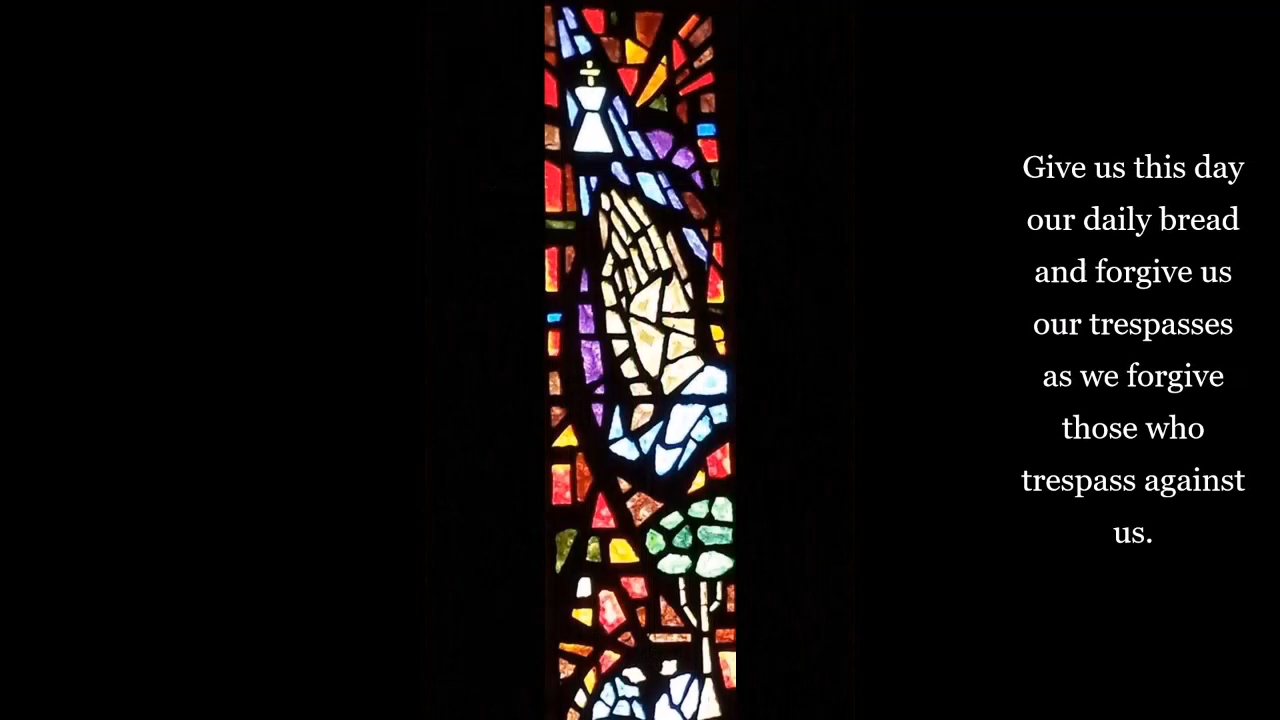 Give us this day
our daily bread
and forgive us
our trespasses
as we forgive
those who
trespass against
us.